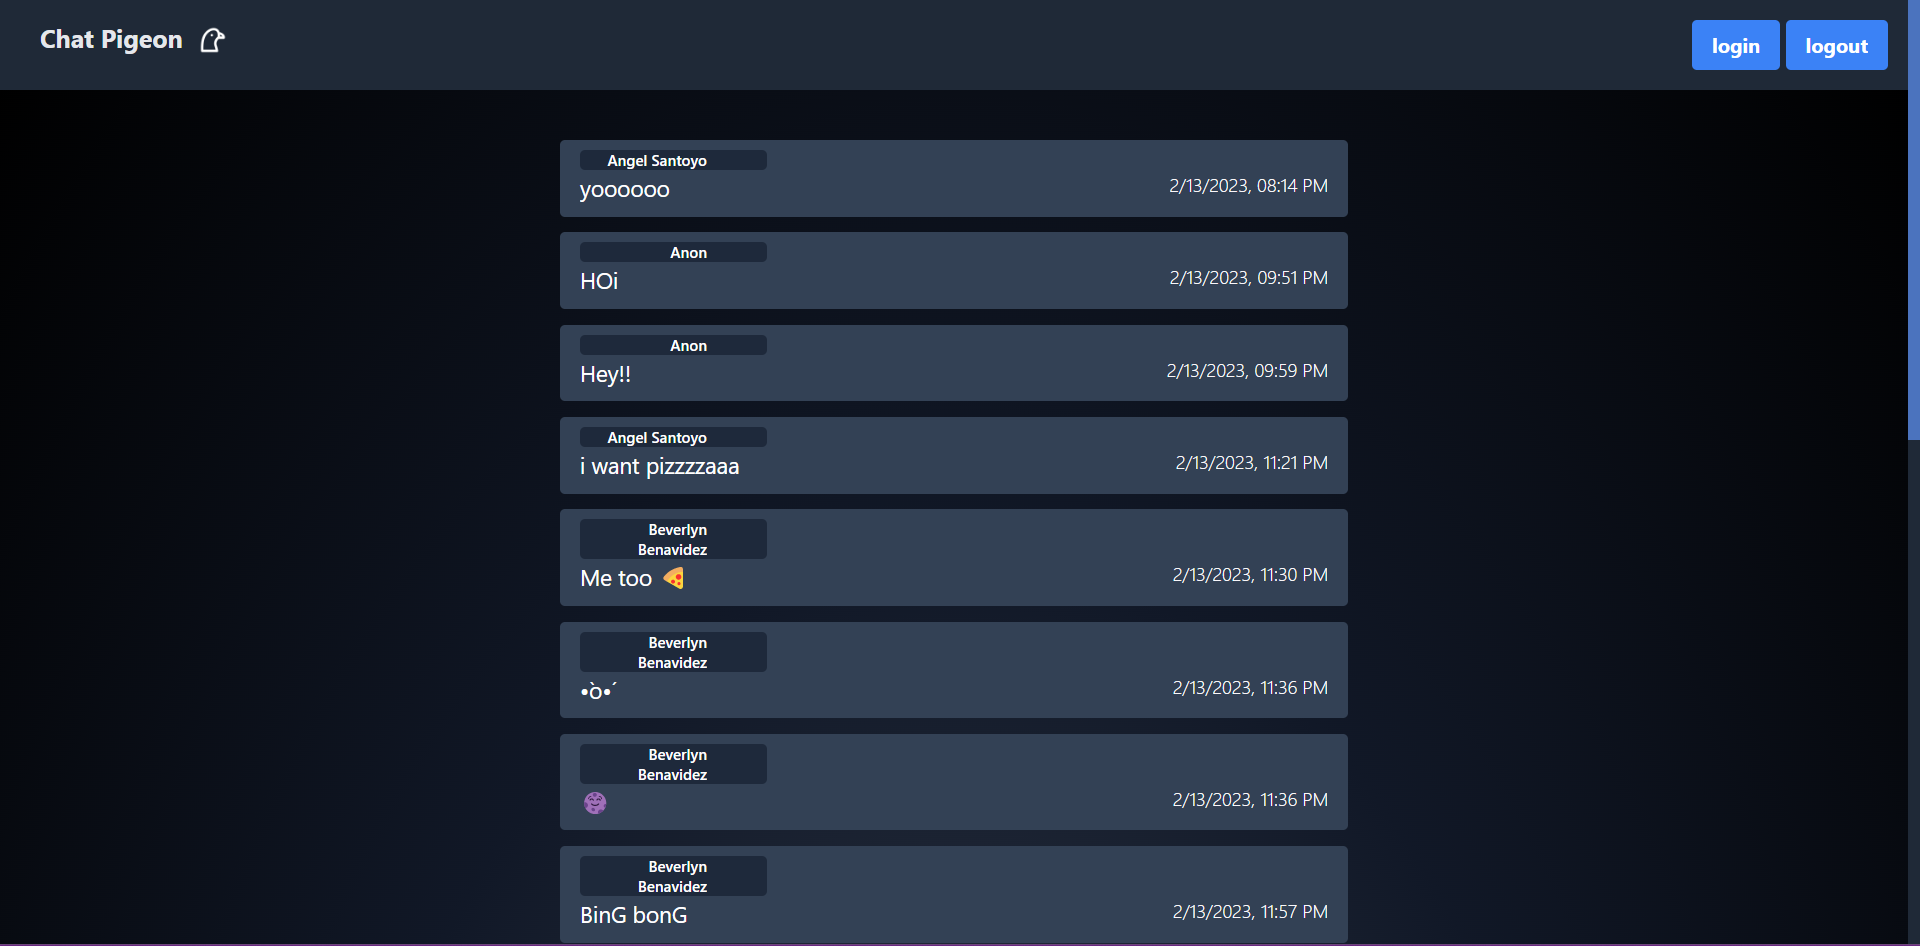 Chat Pigeon
login logout
Angel Santoyo
yoooooo
2/13/2023, 08:14 PM
Anon
HOi
2/13/2023, 09:51 PM
Anon
Hey!!
2/13/2023, 09:59 PM
Angel Santoyo
i want pizzzzaaa
2/13/2023, 11:21 PM
Beverlyn
Benavidez
Me too 🍕
2/13/2023, 11:30 PM
Beverlyn
Benavidez
•̀o•́
2/13/2023, 11:36 PM
Beverlyn
Benavidez
2/13/2023, 11:36 PM
Beverlyn
Benavidez
BinG bonG
2/13/2023, 11:57 PM